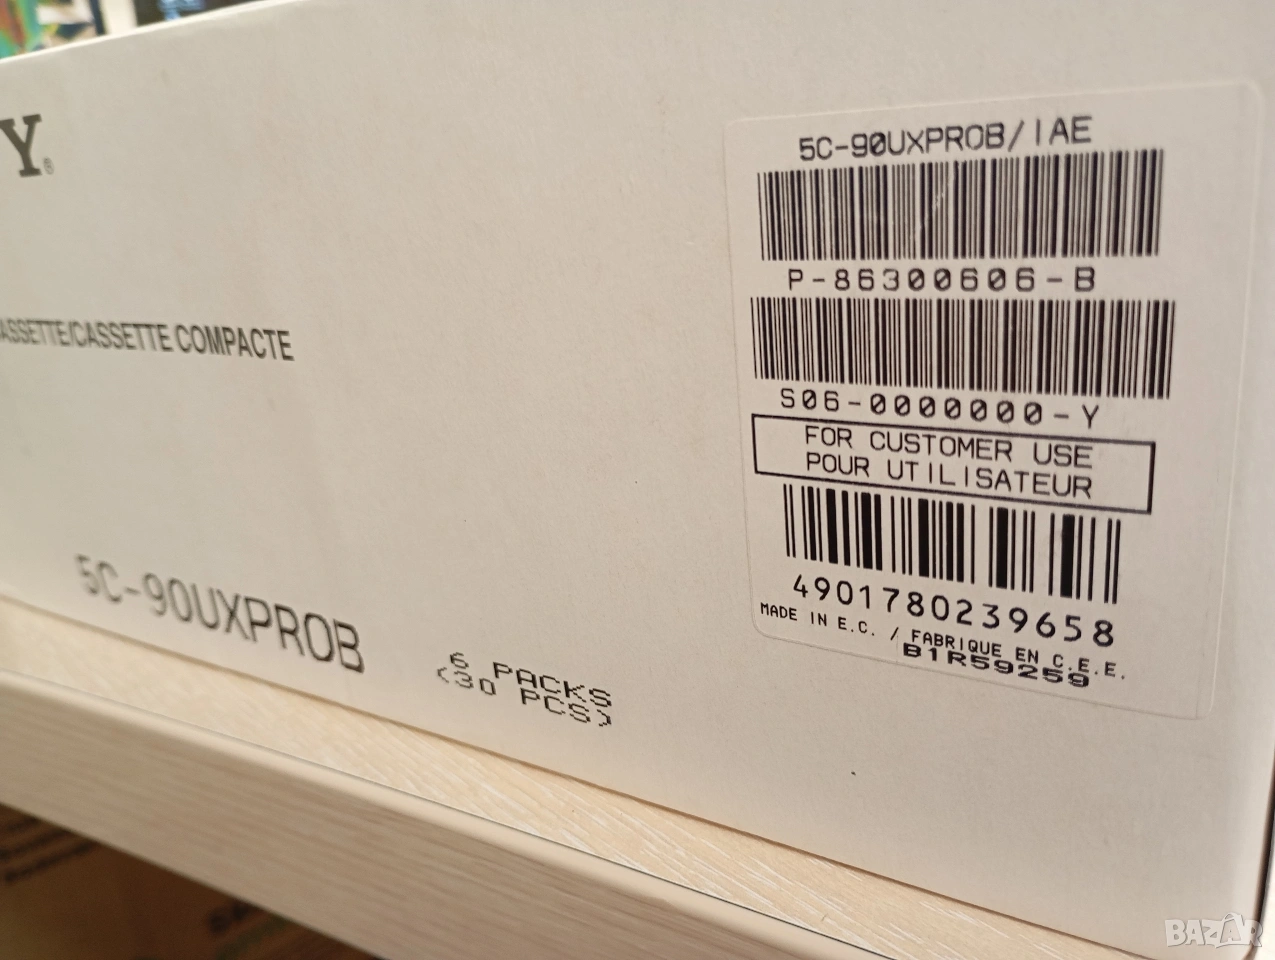 Y®
ASSETTE/CASSETTE COMPACTE
5C-90UXPROB
6 PACKS
(30 PCS)
5C-90UXPROB/IAE
P-86300606-B
S06-0000000-Y
FOR CUSTOMER USE
POUR UTILISATEUR
4901780239658
MADE IN E.C. / FABRIQUE EN C.E.E.
B1R59259
BAZAR